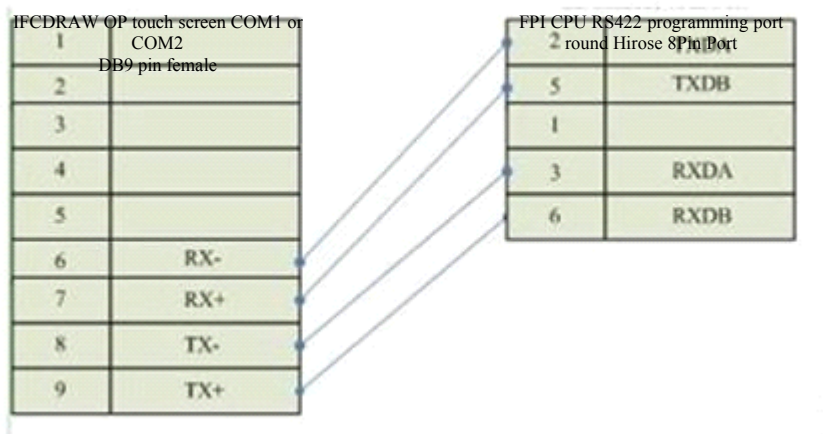 IFCDRAW OP touch screen COM1 or
COM2
DB9 pin female
1
2
3
4
5
6 RX-
7 RX+
8 TX-
9 TX+
FPI CPU RS422 programming port
round Hirose 8Pin Port
2 TXDA
5 TXDB
1
3 RXDA
6 RXDB